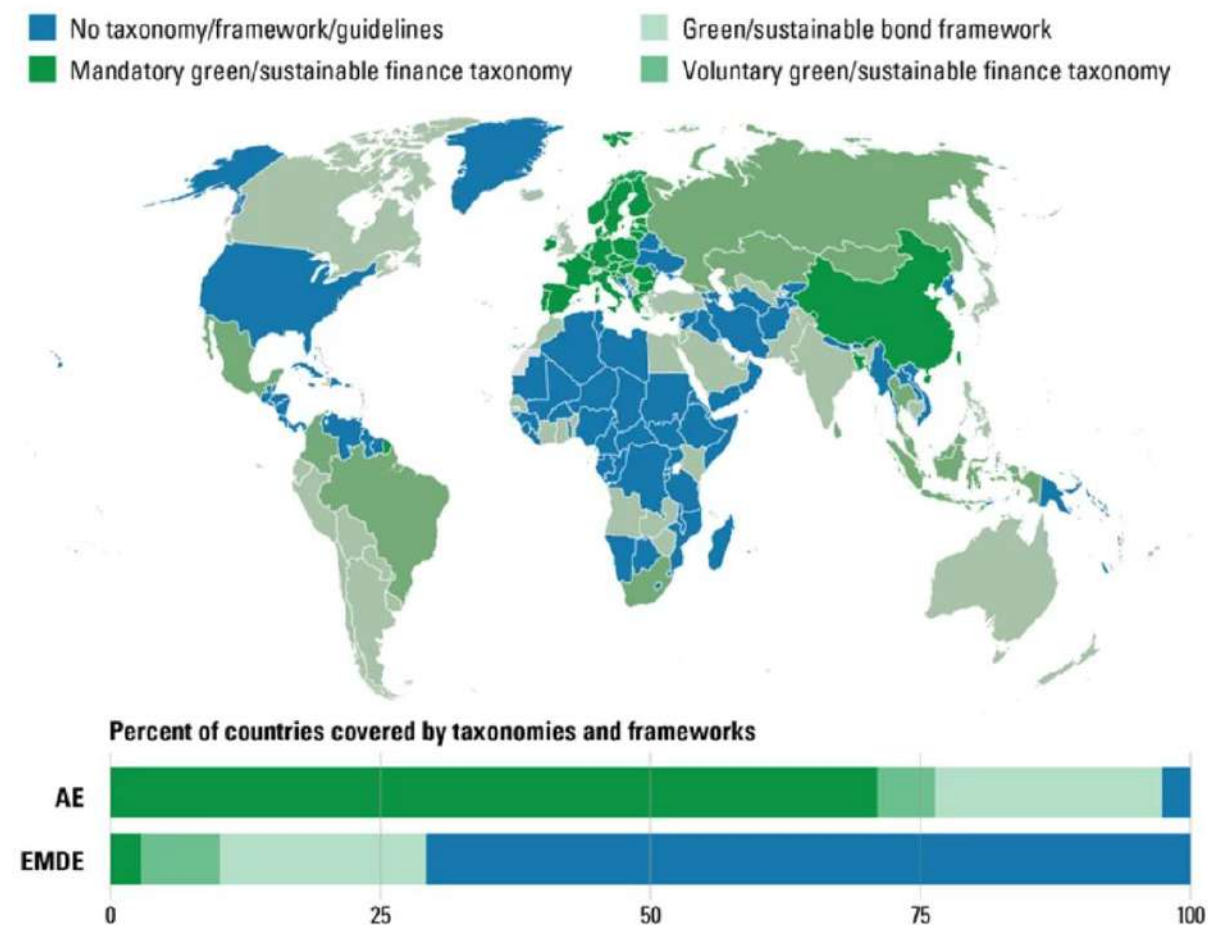 No taxonomy/framework/guidelines
Green/sustainable bond framework
Mandatory green/sustainable finance taxonomy
Voluntary green/sustainable finance taxonomy
Percent of countries covered by taxonomies and frameworks
AE
EMDE
0 25 50 75 100